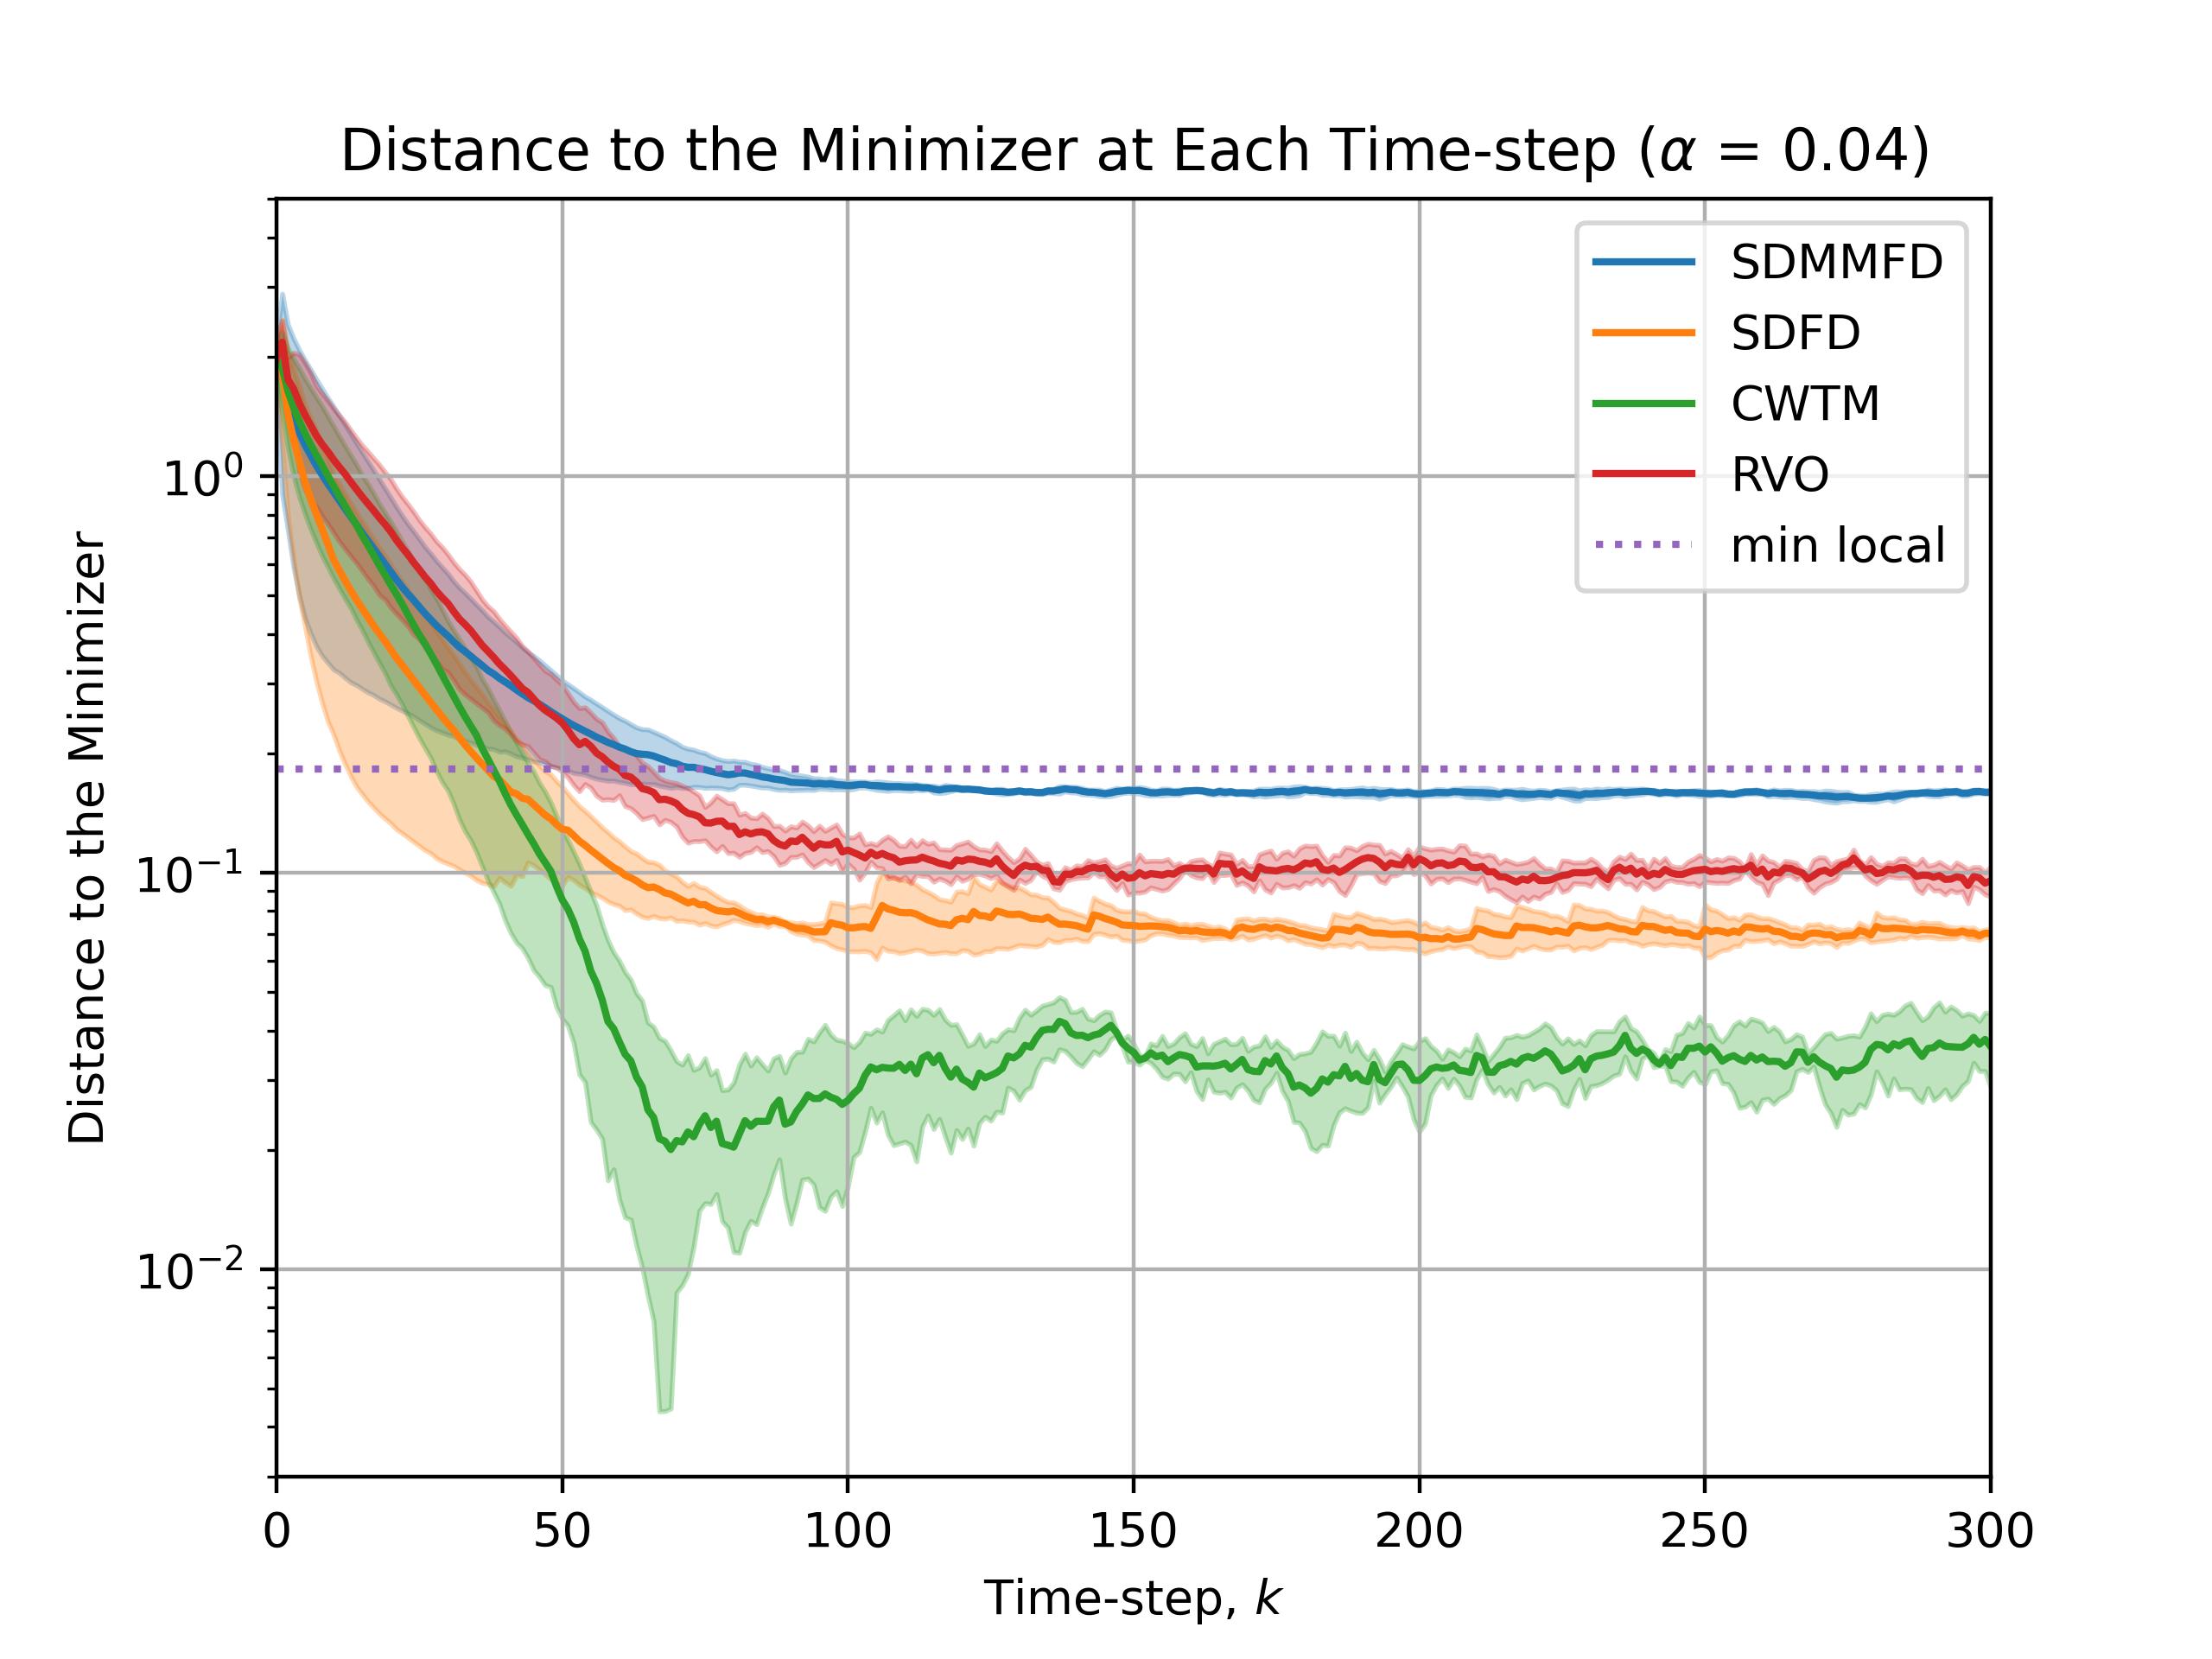 Distance to the Minimizer at Each Time-step (α = 0.04)
SDMMFD
SDFD
CWTM
RVO
min local
Distance to the Minimizer
10⁰
10⁻¹
10⁻²
0 50 100 150 200 250 300
Time-step, k